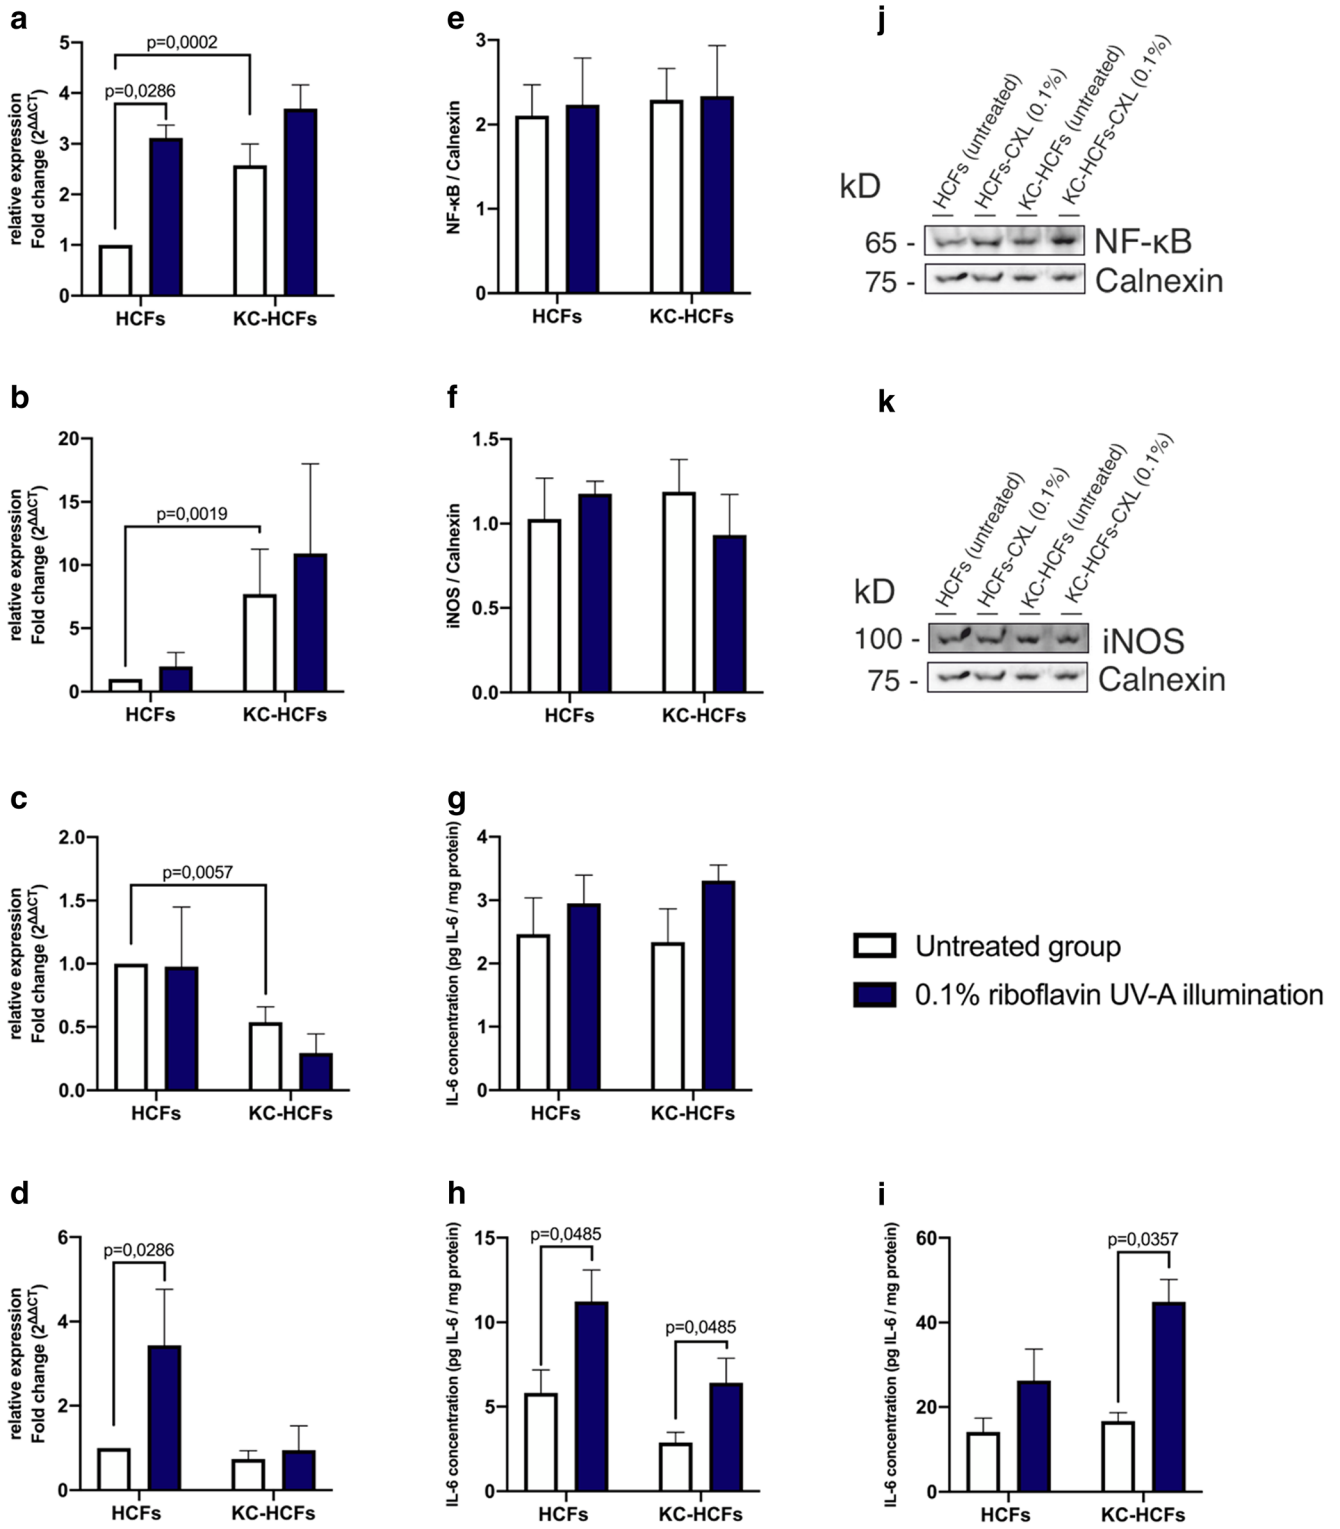 a
5
4
3
2
1
0
relative expression
Fold change (2ΔΔCT)
p=0,0002
p=0,0286
HCFs KC-HCFs
e
3
2
1
0
NF-κB / Calnexin
HCFs KC-HCFs
j
HCFs (untreated)
HCFs-CXL (0.1%)
KC-HCFs (untreated)
KC-HCFs-CXL (0.1%)
kD
65 - NF-κB
75 - Calnexin
b
20
15
10
5
0
relative expression
Fold change (2ΔΔCT)
p=0,0019
HCFs KC-HCFs
f
1.5
1.0
0.5
0.0
iNOS / Calnexin
HCFs KC-HCFs
k
HCFs (untreated)
HCFs-CXL (0.1%)
KC-HCFs (untreated)
KC-HCFs-CXL (0.1%)
kD
100 - iNOS
75 - Calnexin
c
2.0
1.5
1.0
0.5
0.0
relative expression
Fold change (2ΔΔCT)
p=0,0057
HCFs KC-HCFs
g
4
3
2
1
0
IL-6 concentration (pg IL-6 / mg protein)
HCFs KC-HCFs
Untreated group
0.1% riboflavin UV-A illumination
d
6
4
2
0
relative expression
Fold change (2ΔΔCT)
p=0,0286
HCFs KC-HCFs
h
15
10
5
0
IL-6 concentration (pg IL-6 / mg protein)
p=0,0485
p=0,0485
HCFs KC-HCFs
i
60
40
20
0
IL-6 concentration (pg IL-6 / mg protein)
p=0,0357
HCFs KC-HCFs